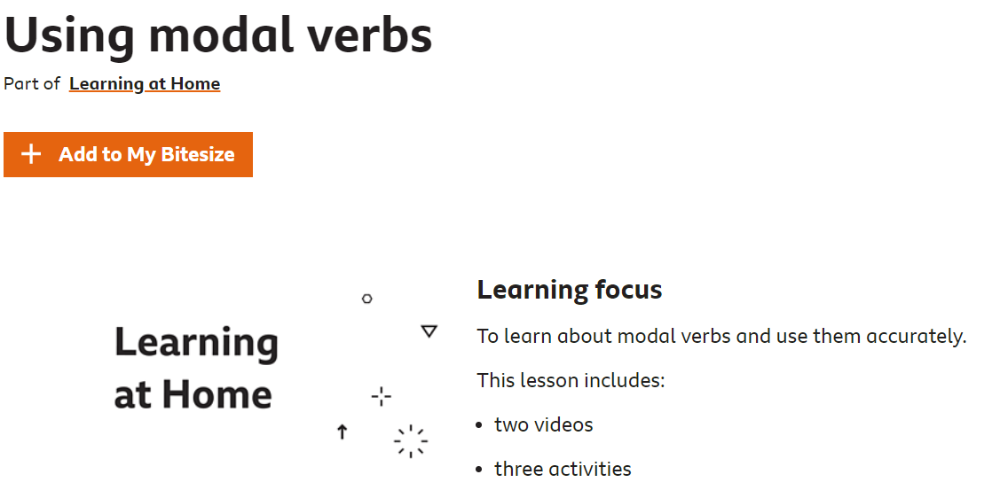 Using modal verbs
Part of Learning at Home
Add to My Bitesize
Learning
at Home
Learning focus
To learn about modal verbs and use them accurately.
This lesson includes:
two videos
three activities